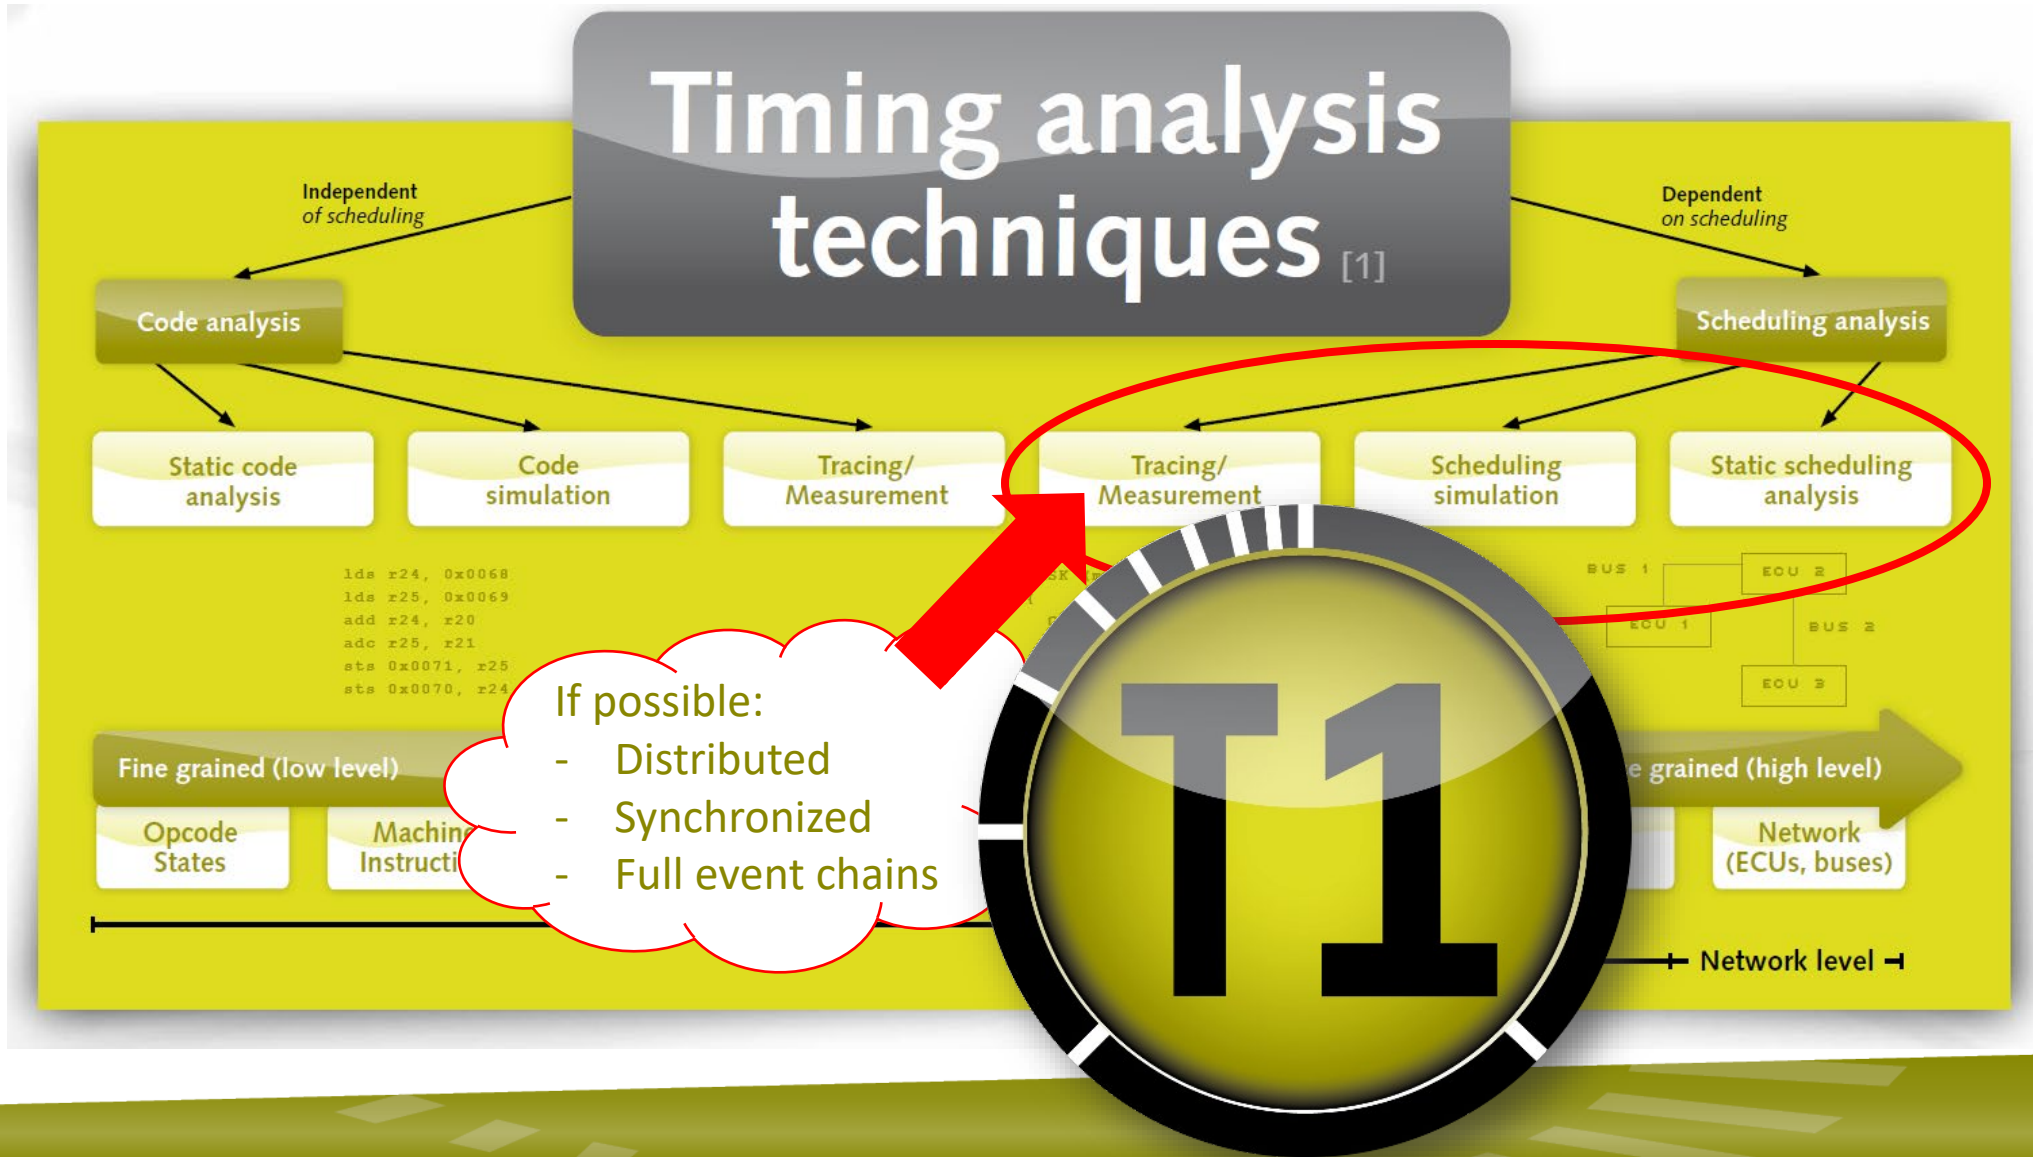 Timing analysis
techniques [1]
Independent
of scheduling
Dependent
on scheduling
Code analysis
Scheduling analysis
Static code
analysis
Code
simulation
Tracing/
Measurement
Tracing/
Measurement
Scheduling
simulation
Static scheduling
analysis
lds r24, 0x0068
lds r25, 0x0069
add r24, r20
adc r25, r21
sts 0x0071, r25
sts 0x0070, r24
BUS 1
ECU 2
ECU 1
BUS 2
ECU 3
If possible:
- Distributed
- Synchronized
- Full event chains
T1
Fine grained (low level)
grained (high level)
Opcode
States
Network
(ECUs, buses)
Network level